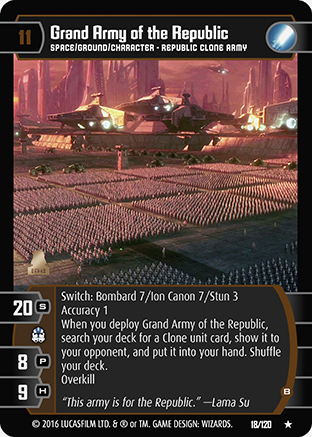 11
Grand Army of the Republic
SPACE/GROUND/CHARACTER - REPUBLIC CLONE ARMY
20 S
8 P
9 H
Switch: Bombard 7/Ion Canon 7/Stun 3
Accuracy 1
When you deploy Grand Army of the Republic,
search your deck for a Clone unit card, show it to
your opponent, and put it into your hand. Shuffle
your deck.
Overkill
B
“This army is for the Republic.” —Lama Su
© 2016 LUCASFILM LTD. & ® or TM. GAME DESIGN: WIZARDS.
18/120